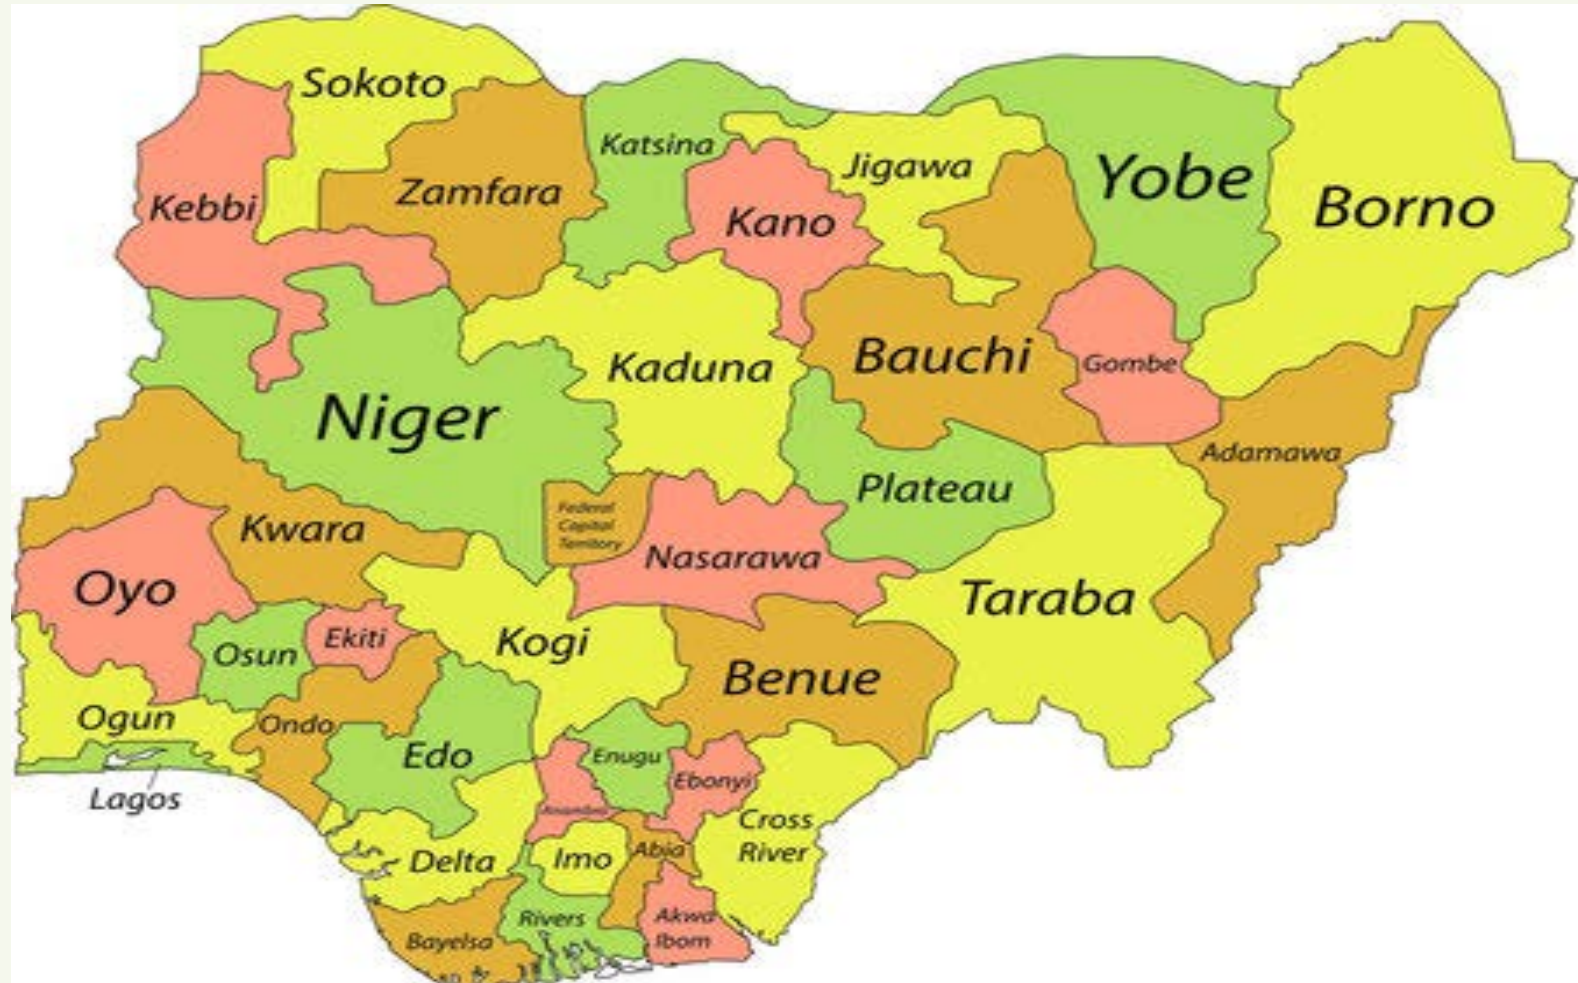 Sokoto
Katsina
Jigawa
Yobe
Kebbi
Zamfara
Kano
Borno
Kaduna
Bauchi
Gombe
Niger
Adamawa
Plateau
Federal
Capital
Territory
Kwara
Nasarawa
Oyo
Taraba
Osun
Ekiti
Kogi
Benue
Ogun
Ondo
Edo
Enugu
Ebonyi
Lagos
Cross
River
Delta
Imo
Abia
Rivers
Akwa
Ibom
Bayelsa